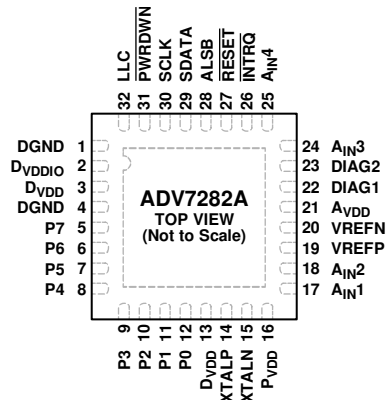 LLC
PWRDWN
SCLK
SDATA
ALSB
RESET
INTRQ
AIN4
32 31 30 29 28 27 26 25
DGND 1
DVDDIO 2
DVDD 3
DGND 4
P7 5
P6 6
P5 7
P4 8
ADV7282A
TOP VIEW
(Not to Scale)
24 AIN3
23 DIAG2
22 DIAG1
21 AVDD
20 VREFN
19 VREFP
18 AIN2
17 AIN1
9 10 11 12 13 14 15 16
P3
P2
P1
P0
DVDD
XTALP
XTALN
PVDD